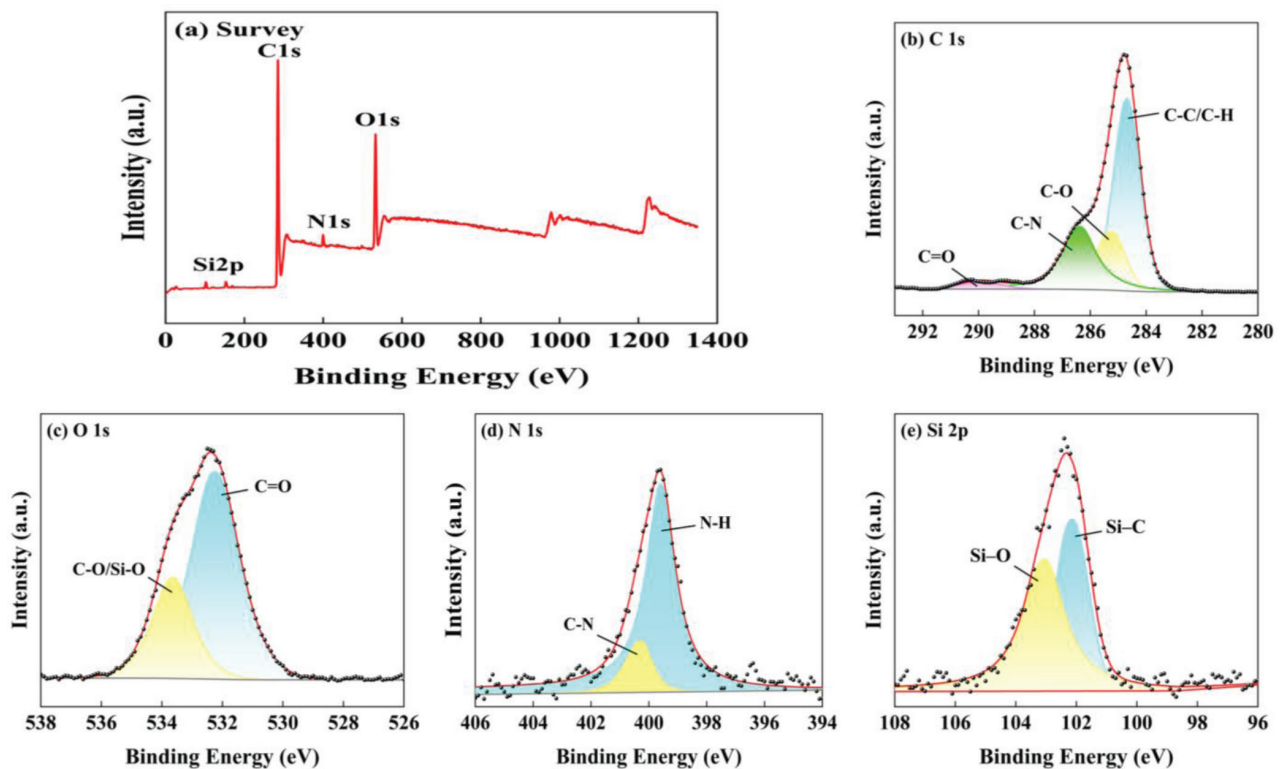 (a) Survey
C1s
O1s
N1s
Si2p
Intensity (a.u.)
0 200 400 600 800 1000 1200 1400
Binding Energy (eV)
(b) C 1s
C-C/C-H
C-O
C-N
C=O
Intensity (a.u.)
292 290 288 286 284 282 280
Binding Energy (eV)
(c) O 1s
C=O
C-O/Si-O
Intensity (a.u.)
538 536 534 532 530 528 526
Binding Energy (eV)
(d) N 1s
N-H
C-N
Intensity (a.u.)
406 404 402 400 398 396 394
Binding Energy (eV)
(e) Si 2p
Si–C
Si–O
Intensity (a.u.)
108 106 104 102 100 98 96
Binding Energy (eV)